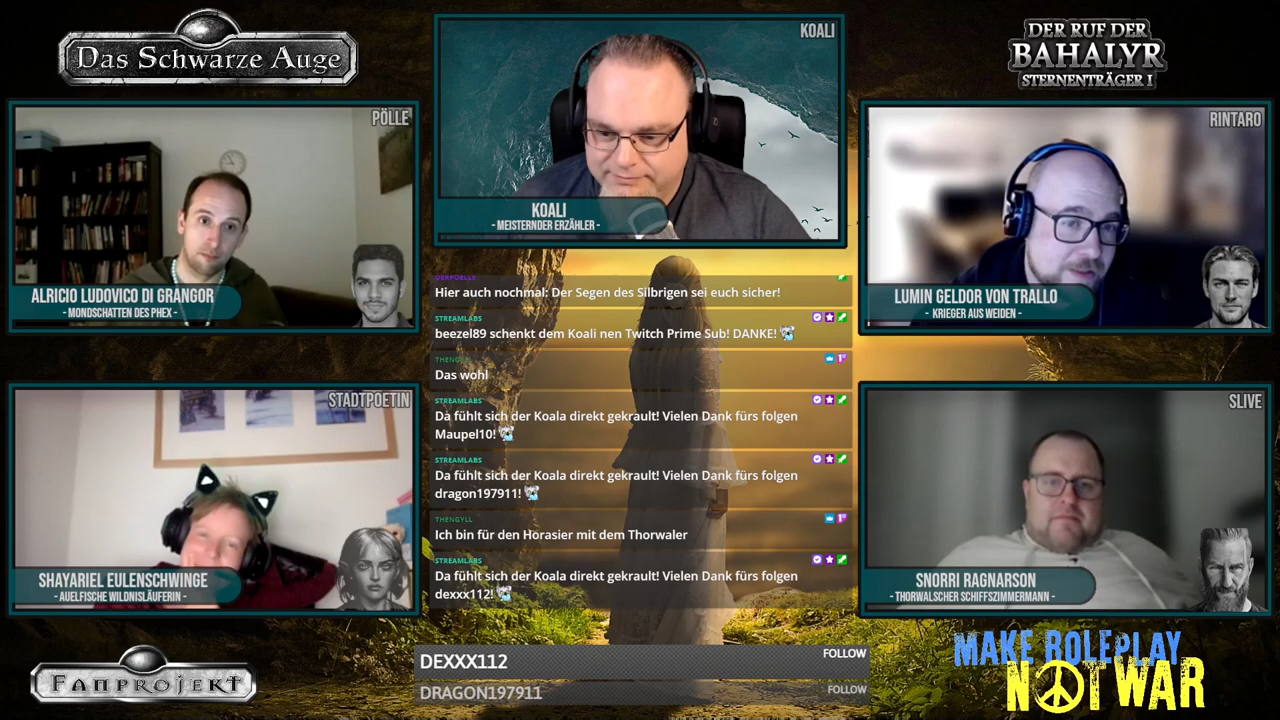 Das Schwarze Auge
KOALI
DER RUF DER
BAHALYR
STERNENTRÄGER I
PÖLLE
RINTARO
KOALI
- MEISTERNDER ERZÄHLER -
ALRICIO LUDOVICO DI GRANGOR
- MONDSCHATTEN DES PHEX -
LUMIN GELDOR VON TRALLO
- KRIEGER AUS WEIDEN -
DERPOELLE
Hier auch nochmal: Der Segen des Silbrigen sei euch sicher!
STREAMLABS
beezel89 schenkt dem Koali nen Twitch Prime Sub! DANKE!
THENGYLL
Das wohl
STREAMLABS
Da fühlt sich der Koala direkt gekrault! Vielen Dank fürs folgen
Maupel10!
STREAMLABS
Da fühlt sich der Koala direkt gekrault! Vielen Dank fürs folgen
dragon197911!
THENGYLL
Ich bin für den Horasier mit dem Thorwaler
STREAMLABS
Da fühlt sich der Koala direkt gekrault! Vielen Dank fürs folgen
dexxx112!
STADTPOETIN
SLIVE
SHAYARIEL EULENSCHWINGE
- AUELFISCHE WILDNISLÄUFERIN -
SNORRI RAGNARSON
- THORWALSCHER SCHIFFSZIMMERMANN -
FANPROJEKT
DEXXX112 FOLLOW
DRAGON197911 FOLLOW
MAKE ROLEPLAY
NOT WAR